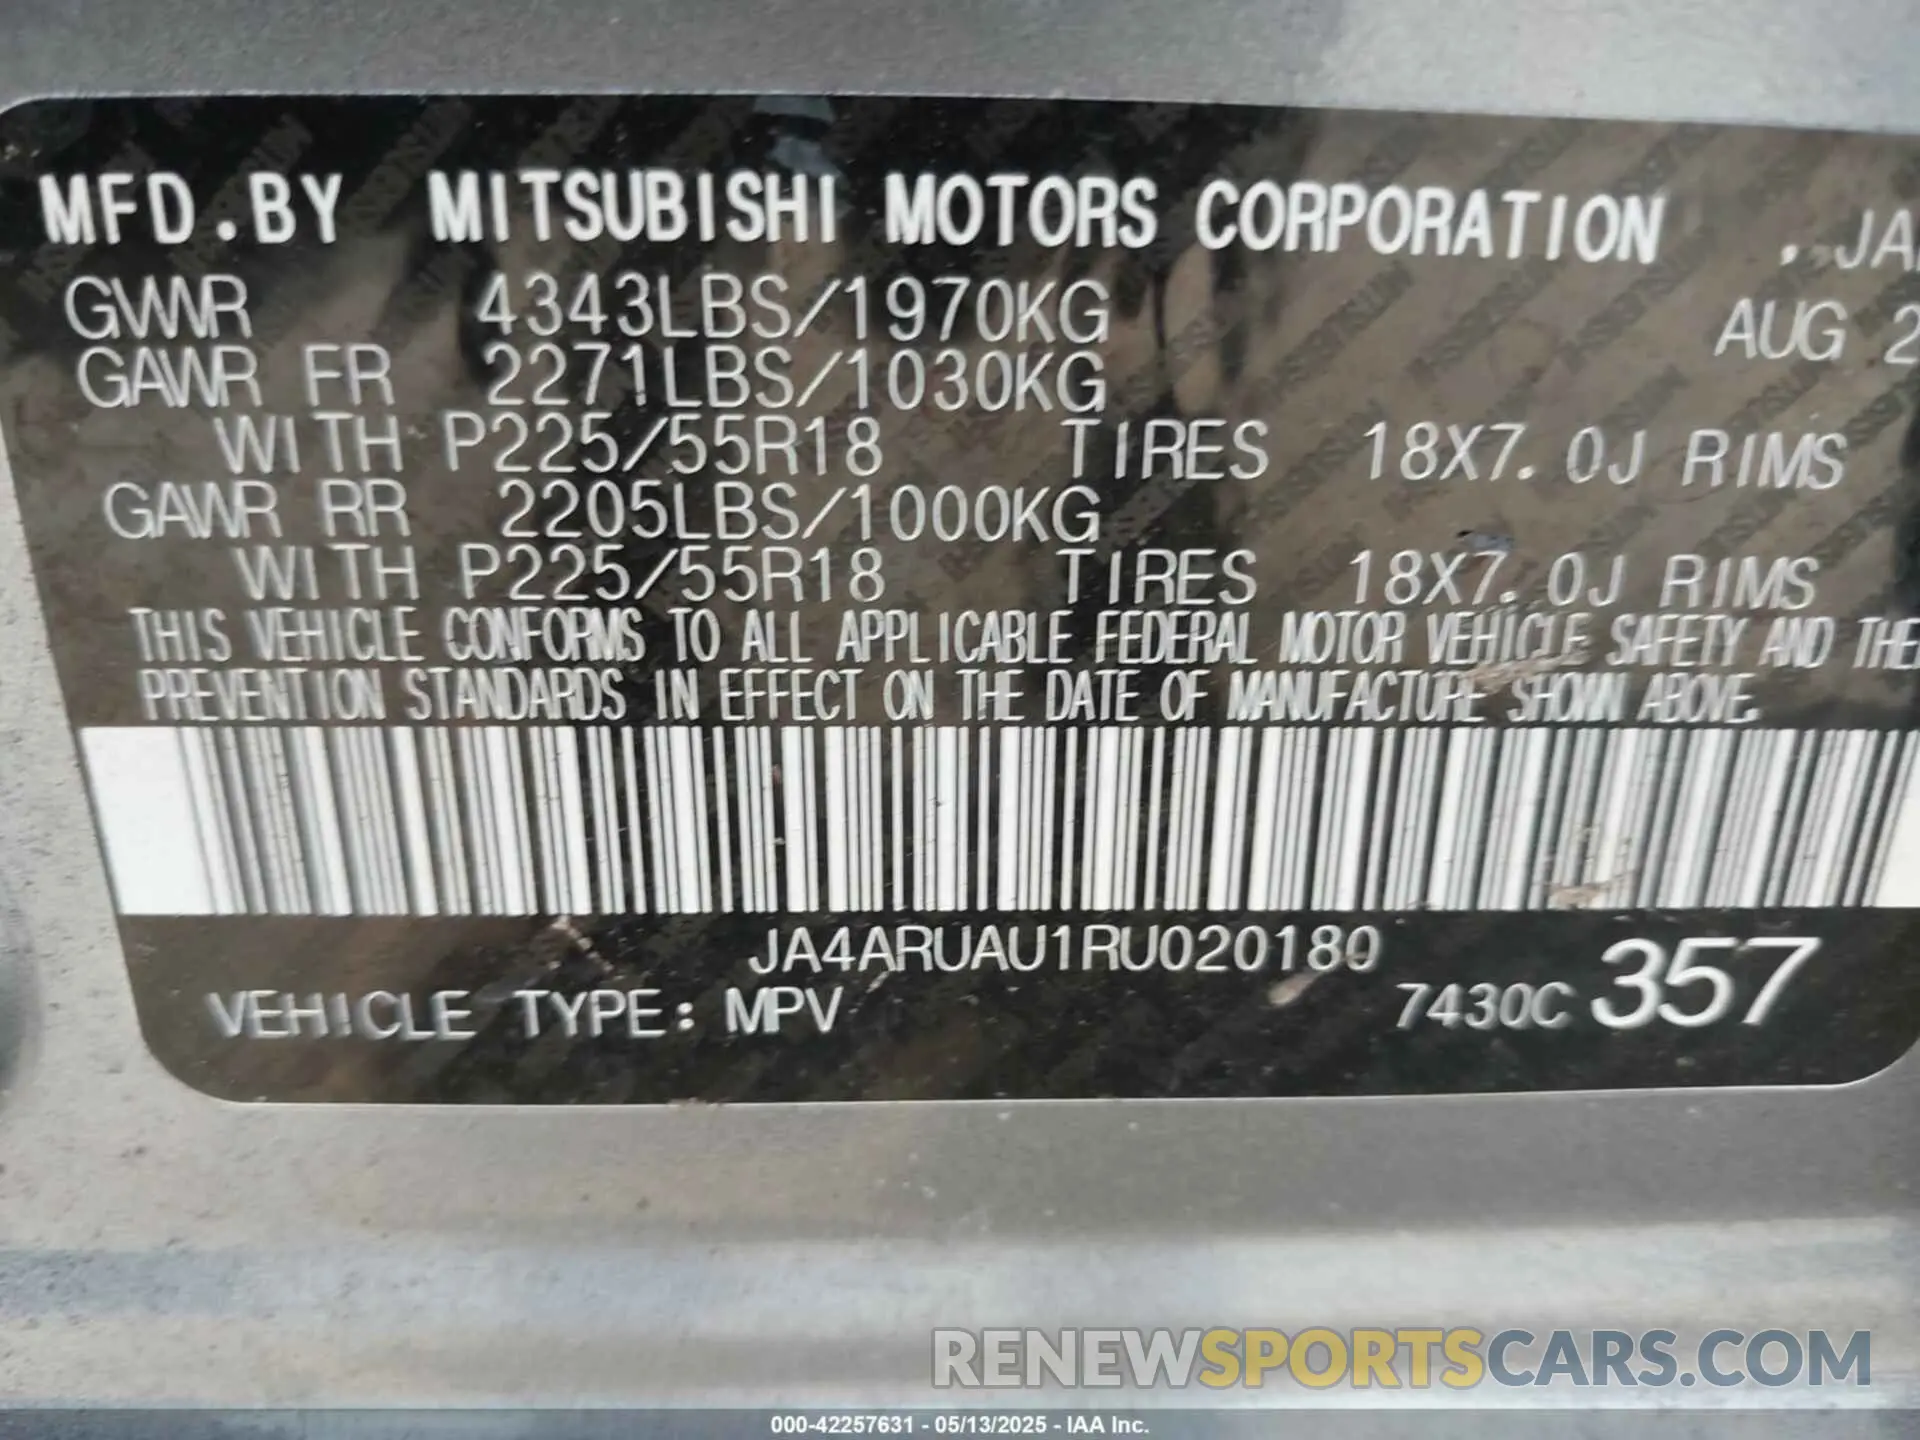 MFD.BY MITSUBISHI MOTORS CORPORATION , JA
GVWR 4343LBS/1970KG AUG 2
GAWR FR 2271LBS/1030KG
WITH P225/55R18 TIRES 18X7.0J RIMS
GAWR RR 2205LBS/1000KG
WITH P225/55R18 TIRES 18X7.0J RIMS
THIS VEHICLE CONFORMS TO ALL APPLICABLE FEDERAL MOTOR VEHICLE SAFETY AND THE
PREVENTION STANDARDS IN EFFECT ON THE DATE OF MANUFACTURE SHOWN ABOVE.
JA4ARUAU1RU020180
VEHICLE TYPE: MPV 7430C 357
RENEWSPORTSCARS.COM
000-42257631 - 05/13/2025 - IAA Inc.